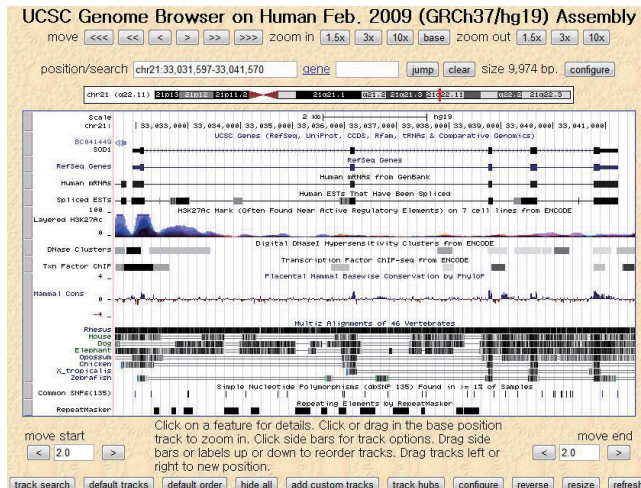 UCSC Genome Browser on Human Feb. 2009 (GRCh37/hg19) Assembly
move <<< << < > >> >>> zoom in 1.5x 3x 10x base zoom out 1.5x 3x 10x
position/search chr21:33,031,597-33,041,570 gene jump clear size 9,974 bp. configure
chr21 (q22.11) 21p13 21p12 21p11.2 21q21.1 q21.2 21q21.3 21q22.11 q22.2 21q22.3
Scale 2 kb hg19
chr21: 33,033,000 33,034,000 33,035,000 33,036,000 33,037,000 33,038,000 33,039,000 33,040,000 33,041,000
UCSC Genes (RefSeq, UniProt, CCDS, Rfam, tRNAs & Comparative Genomics)
BC041449
SOD1
RefSeq Genes
RefSeq Genes
Human mRNAs from GenBank
Human mRNAs
Human ESTs That Have Been Spliced
Spliced ESTs
100 H3K27Ac Mark (Often Found Near Active Regulatory Elements) on 7 cell lines from ENCODE
Layered H3K27Ac
0
Digital DNaseI Hypersensitivity Clusters from ENCODE
DNase Clusters
Transcription Factor ChIP-seq from ENCODE
Txn Factor ChIP
4 Placental Mammal Basewise Conservation by PhyloP
Mammal Cons
0
-4
Multiz Alignments of 46 Vertebrates
Rhesus
Mouse
Dog
Elephant
Opossum
Chicken
X_tropicalis
Zebrafish
Simple Nucleotide Polymorphisms (dbSNP 135) Found in >= 1% of Samples
Common SNPs(135)
Repeating Elements by RepeatMasker
RepeatMasker
move start
< 2.0 >
Click on a feature for details. Click or drag in the base position
track to zoom in. Click side bars for track options. Drag side
bars or labels up or down to reorder tracks. Drag tracks left or
right to new position.
move end
< 2.0 >
track search default tracks default order hide all add custom tracks track hubs configure reverse resize refresh